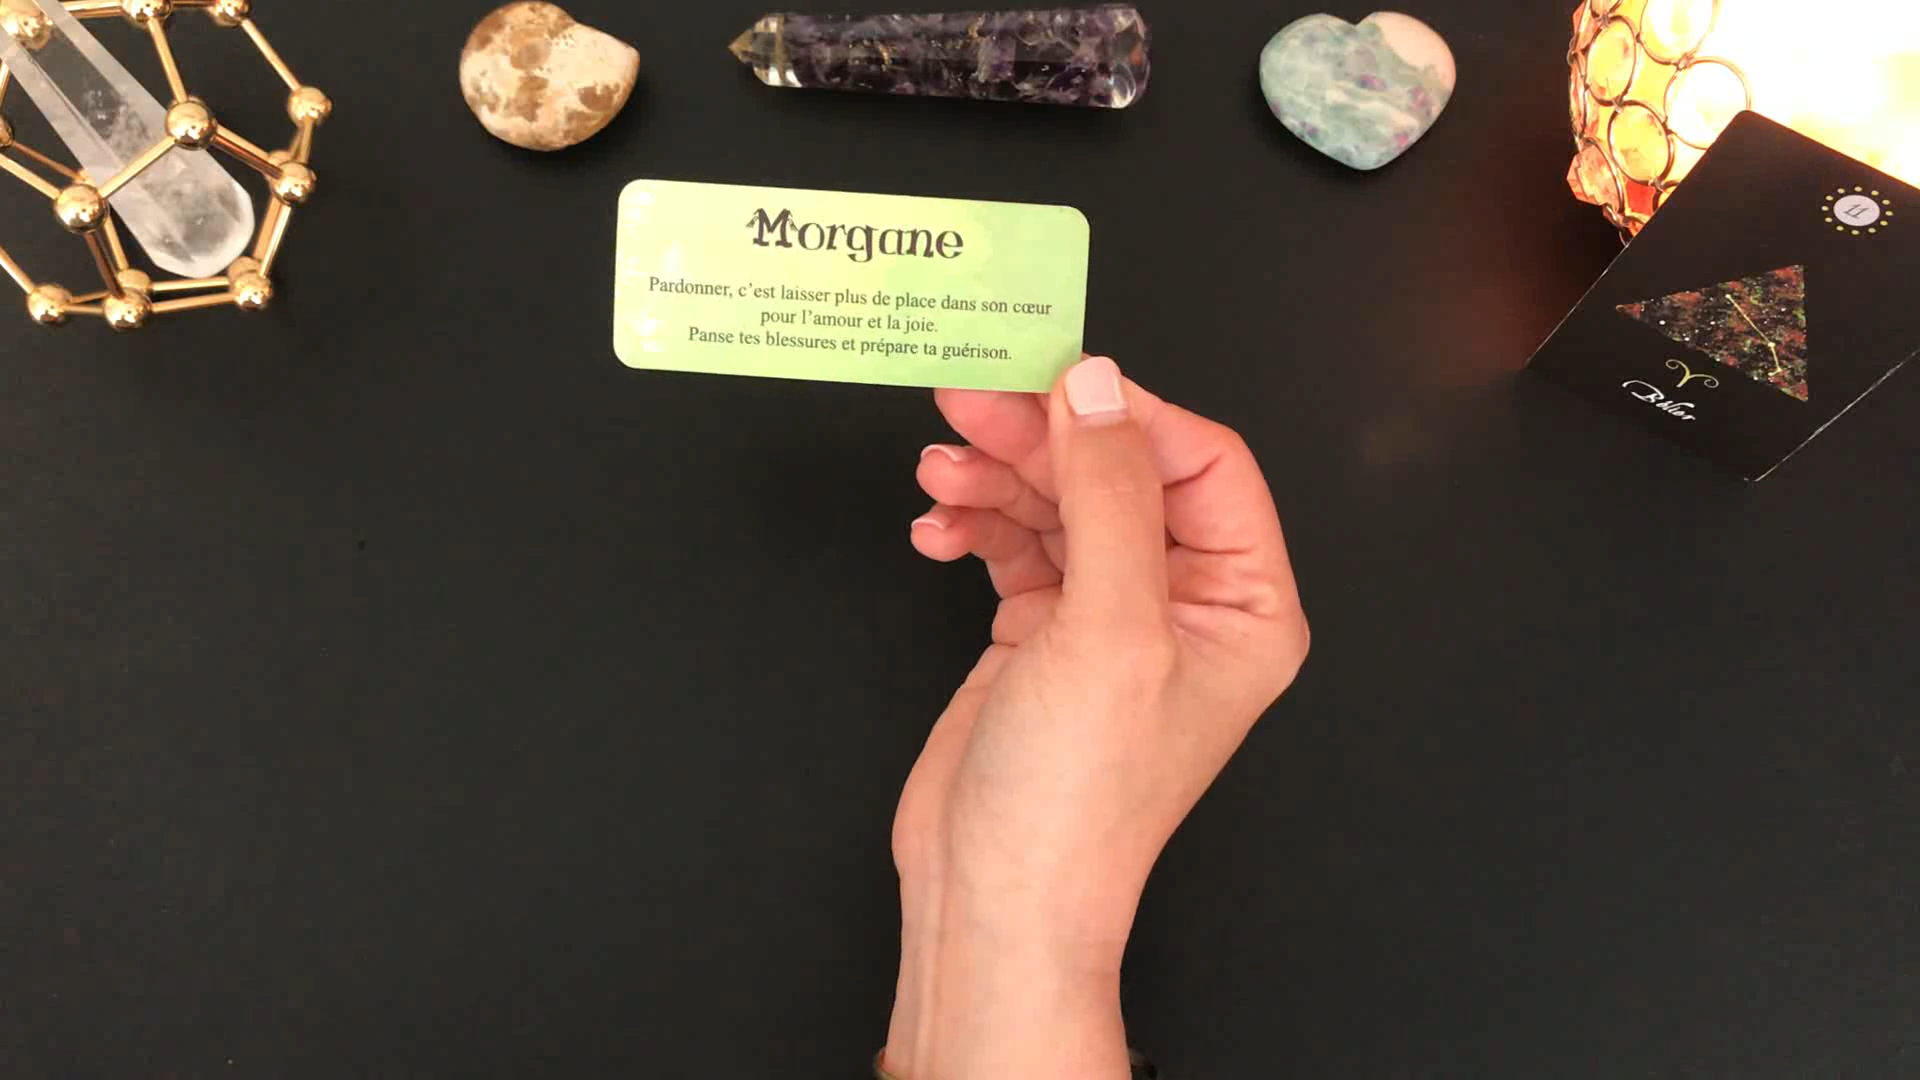 Morgane
Pardonner, c’est laisser plus de place dans son cœur
pour l’amour et la joie.
Panse tes blessures et prépare ta guérison.
11
Bélier